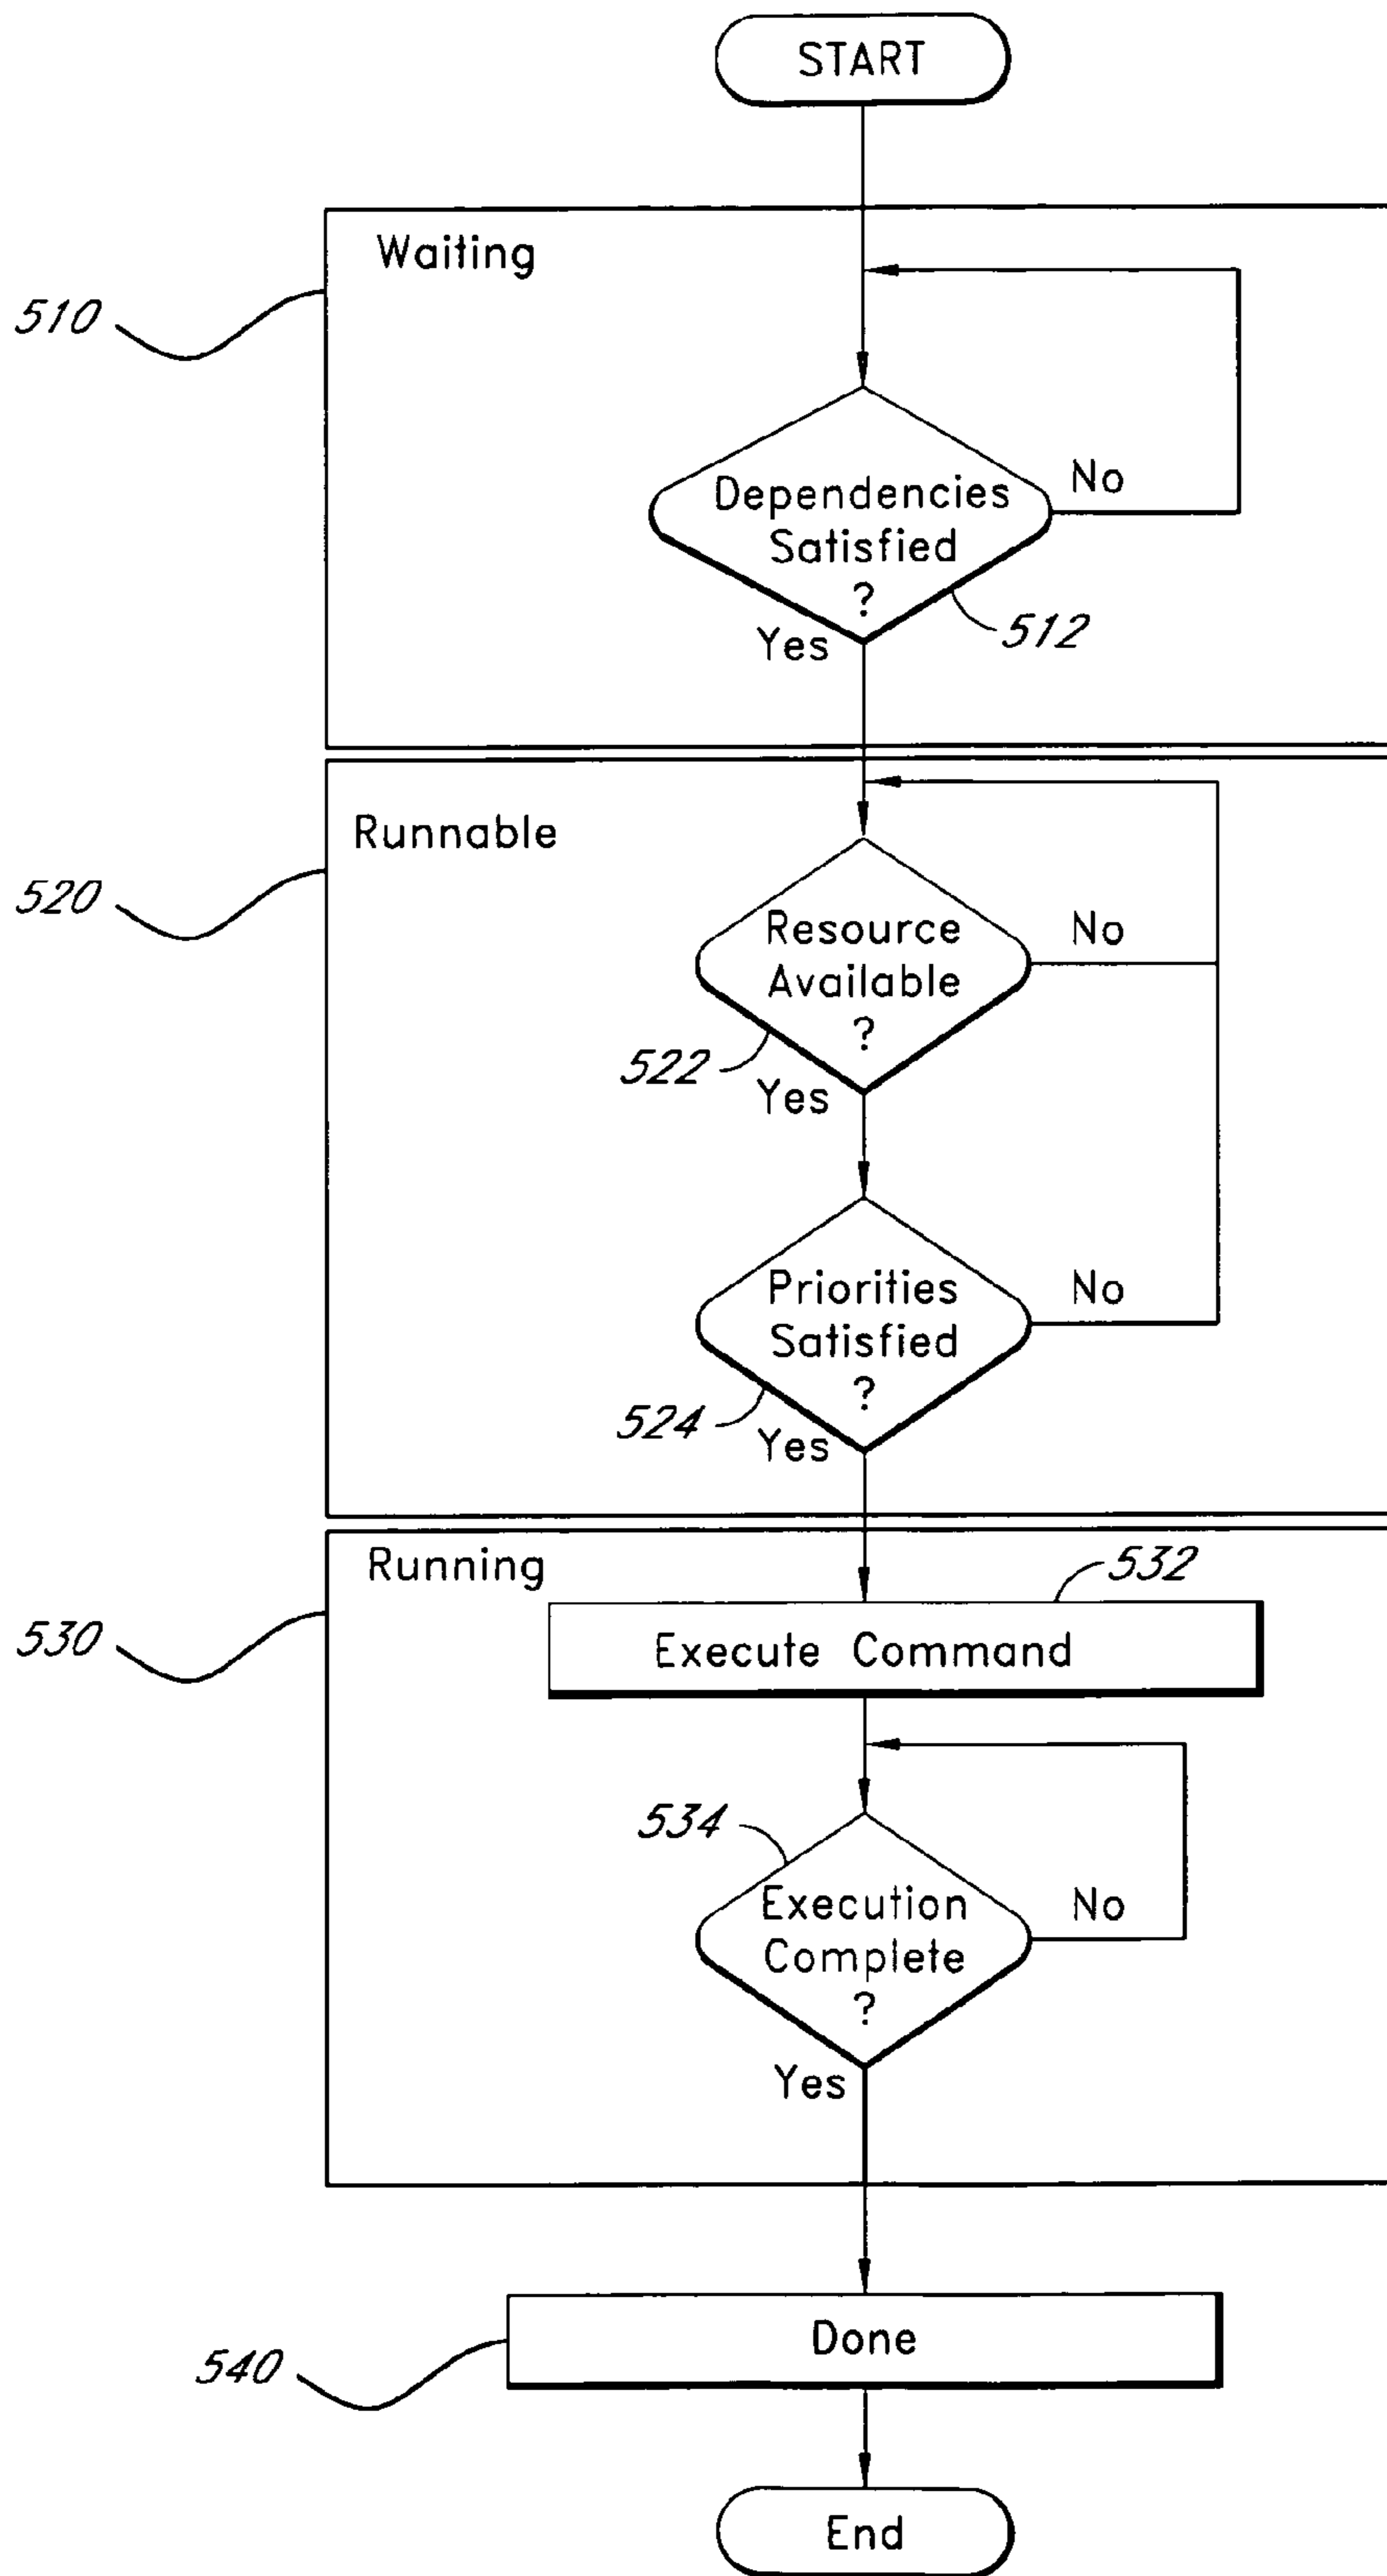 START
Waiting
510
Dependencies
Satisfied
?
No
512
Yes
Runnable
520
Resource
Available
?
No
522
Yes
Priorities
Satisfied
?
No
524
Yes
Running
532
530
Execute Command
534
Execution
Complete
?
No
Yes
Done
540
End